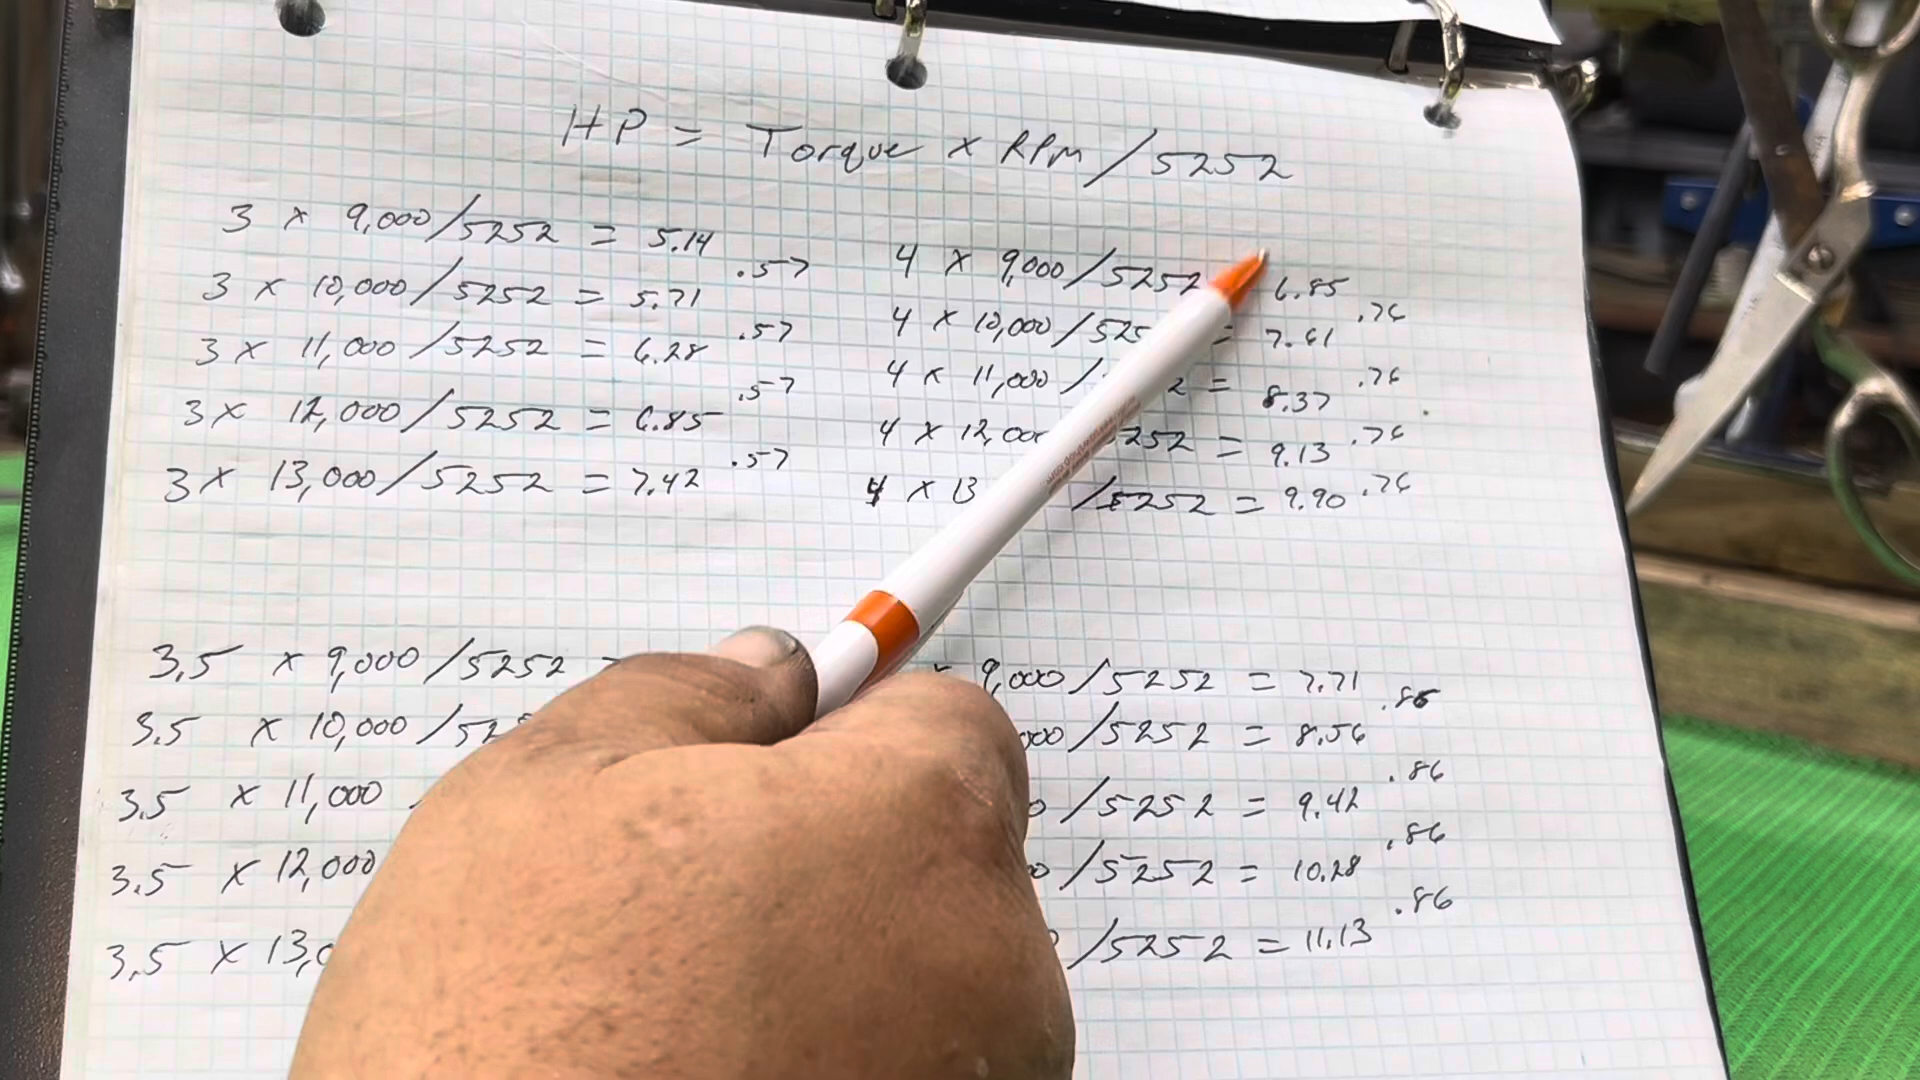 HP = Torque x RPM / 5252
3 x 9,000/5252 = 5.14
.57
3 x 10,000/5252 = 5.71
.57
3 x 11,000/5252 = 6.28
.57
3 x 12,000/5252 = 6.85
.57
3 x 13,000/5252 = 7.42
4 x 9,000/5252 6.85
.76
4 x 10,000/525 = 7.61
.76
4 x 11,000/ 2 = 8.37
.76
4 x 12,00 5252 = 9.13
.76
4 x 13 /5252 = 9.90
3.5 x 9,000/5252 =
3.5 x 10,000/52
3.5 x 11,000
3.5 x 12,000
3.5 x 13,0
9,000/5252 = 7.71
.86
000/5252 = 8.56
.86
0/5252 = 9.42
.86
0/5252 = 10.28
.86
/5252 = 11.13